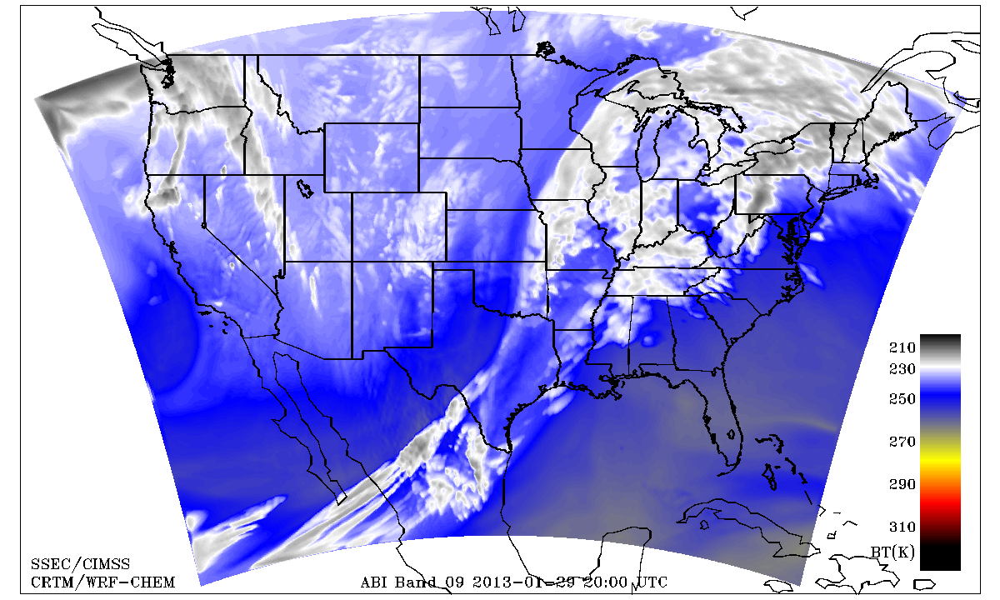 210
230
250
270
290
310
BT(K)
SSEC/CIMSS
CRTM/WRF-CHEM
ABI Band 09 2013-01-29 20:00 UTC